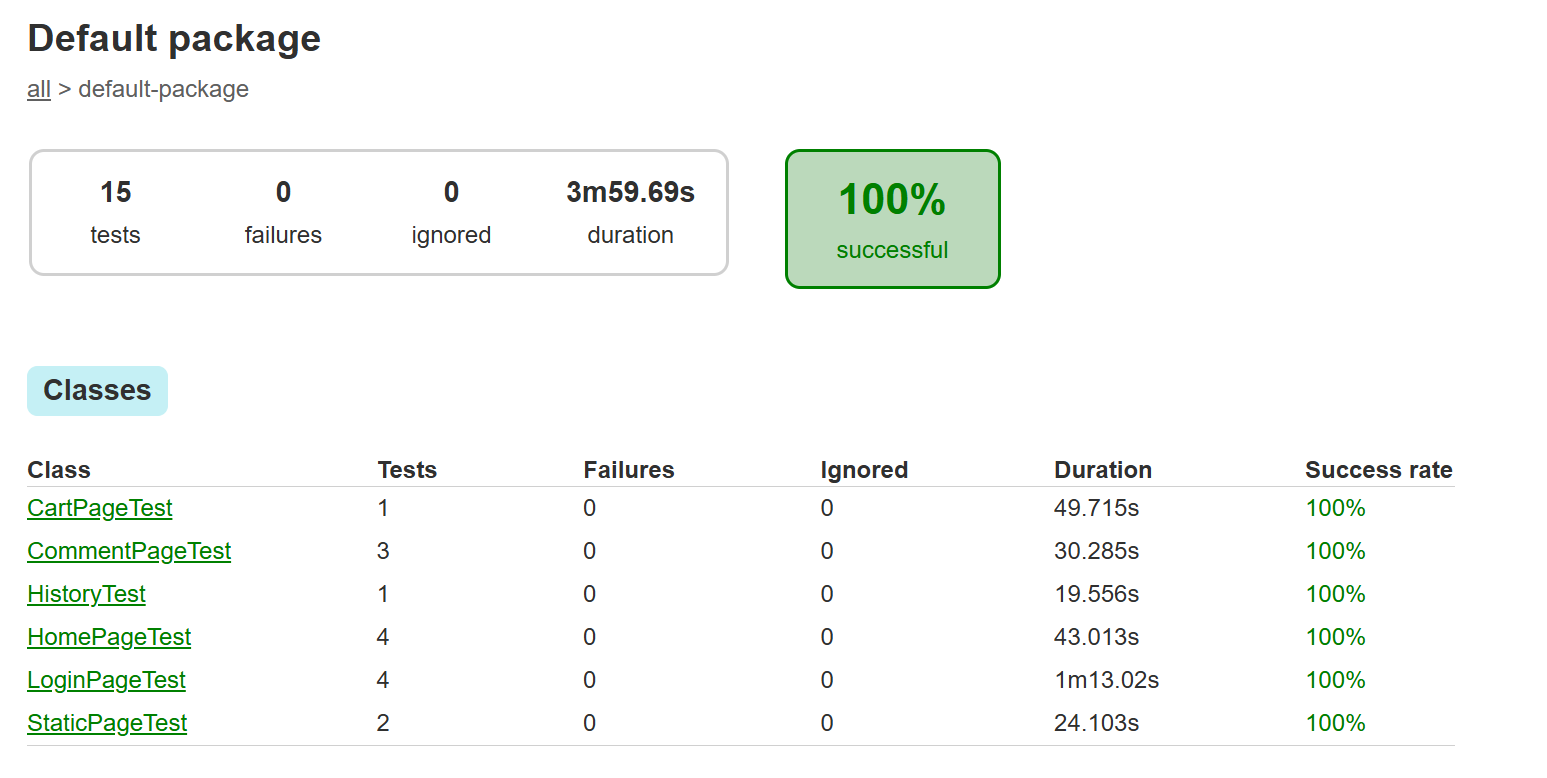 Default package
all > default-package
15 0 0 3m59.69s
tests failures ignored duration
100%
successful
Classes
Class Tests Failures Ignored Duration Success rate
CartPageTest 1 0 0 49.715s 100%
CommentPageTest 3 0 0 30.285s 100%
HistoryTest 1 0 0 19.556s 100%
HomePageTest 4 0 0 43.013s 100%
LoginPageTest 4 0 0 1m13.02s 100%
StaticPageTest 2 0 0 24.103s 100%